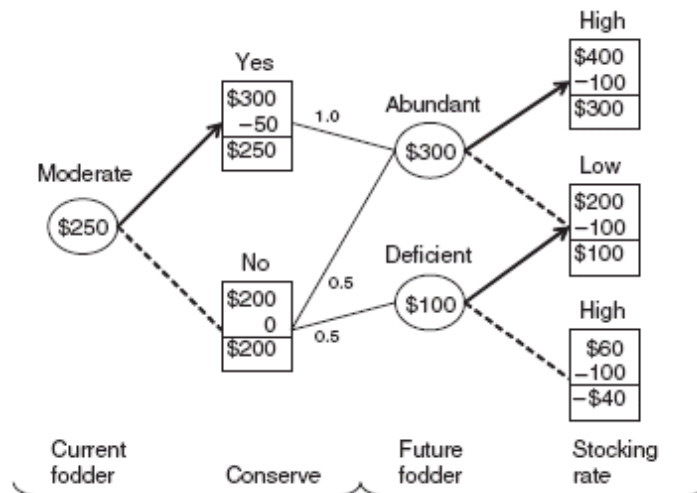 High
$400
−100
$300
Yes
$300
−50
$250
1.0
Abundant
$300
Moderate
$250
Low
$200
−100
$100
No
$200
0
$200
0.5
0.5
Deficient
$100
High
$60
−100
−$40
Current
fodder
Conserve
Future
fodder
Stocking
rate